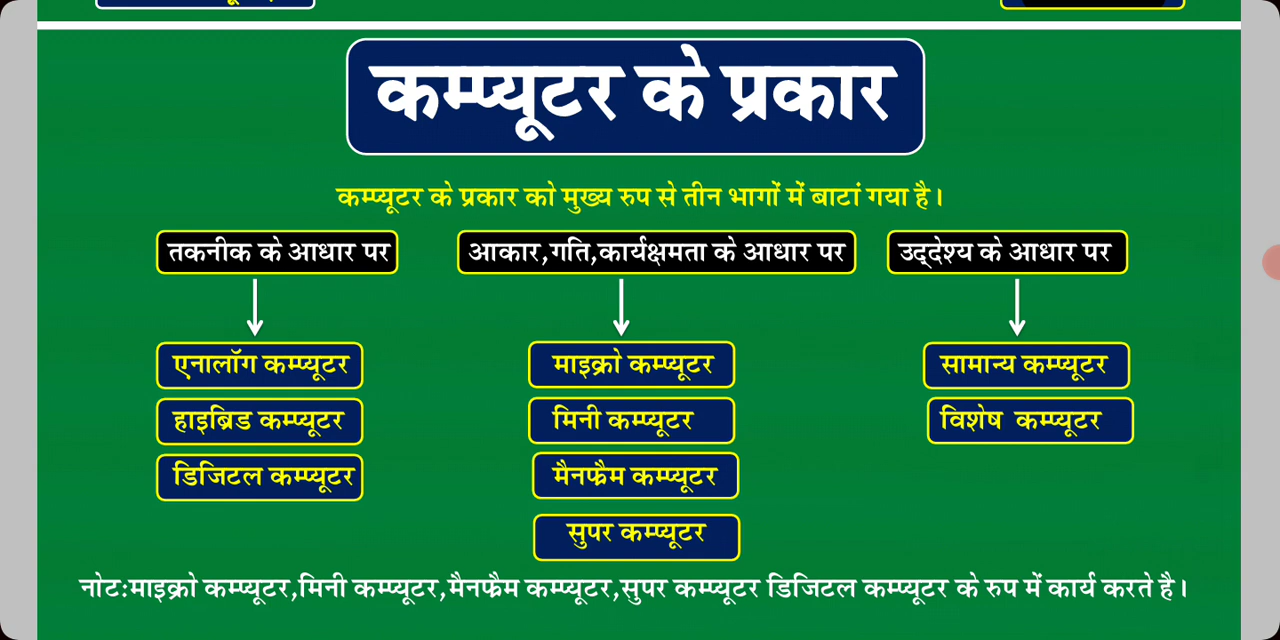 कम्प्यूटर के प्रकार
कम्प्यूटर के प्रकार को मुख्य रुप से तीन भागों में बाटां गया है।
तकनीक के आधार पर
आकार,गति,कार्यक्षमता के आधार पर
उद्देश्य के आधार पर
एनालॉग कम्प्यूटर
माइक्रो कम्प्यूटर
सामान्य कम्प्यूटर
हाइब्रिड कम्प्यूटर
मिनी कम्प्यूटर
विशेष कम्प्यूटर
डिजिटल कम्प्यूटर
मैनफ्रैम कम्प्यूटर
सुपर कम्प्यूटर
नोट:माइक्रो कम्प्यूटर,मिनी कम्प्यूटर,मैनफ्रैम कम्प्यूटर,सुपर कम्प्यूटर डिजिटल कम्प्यूटर के रुप में कार्य करते है।